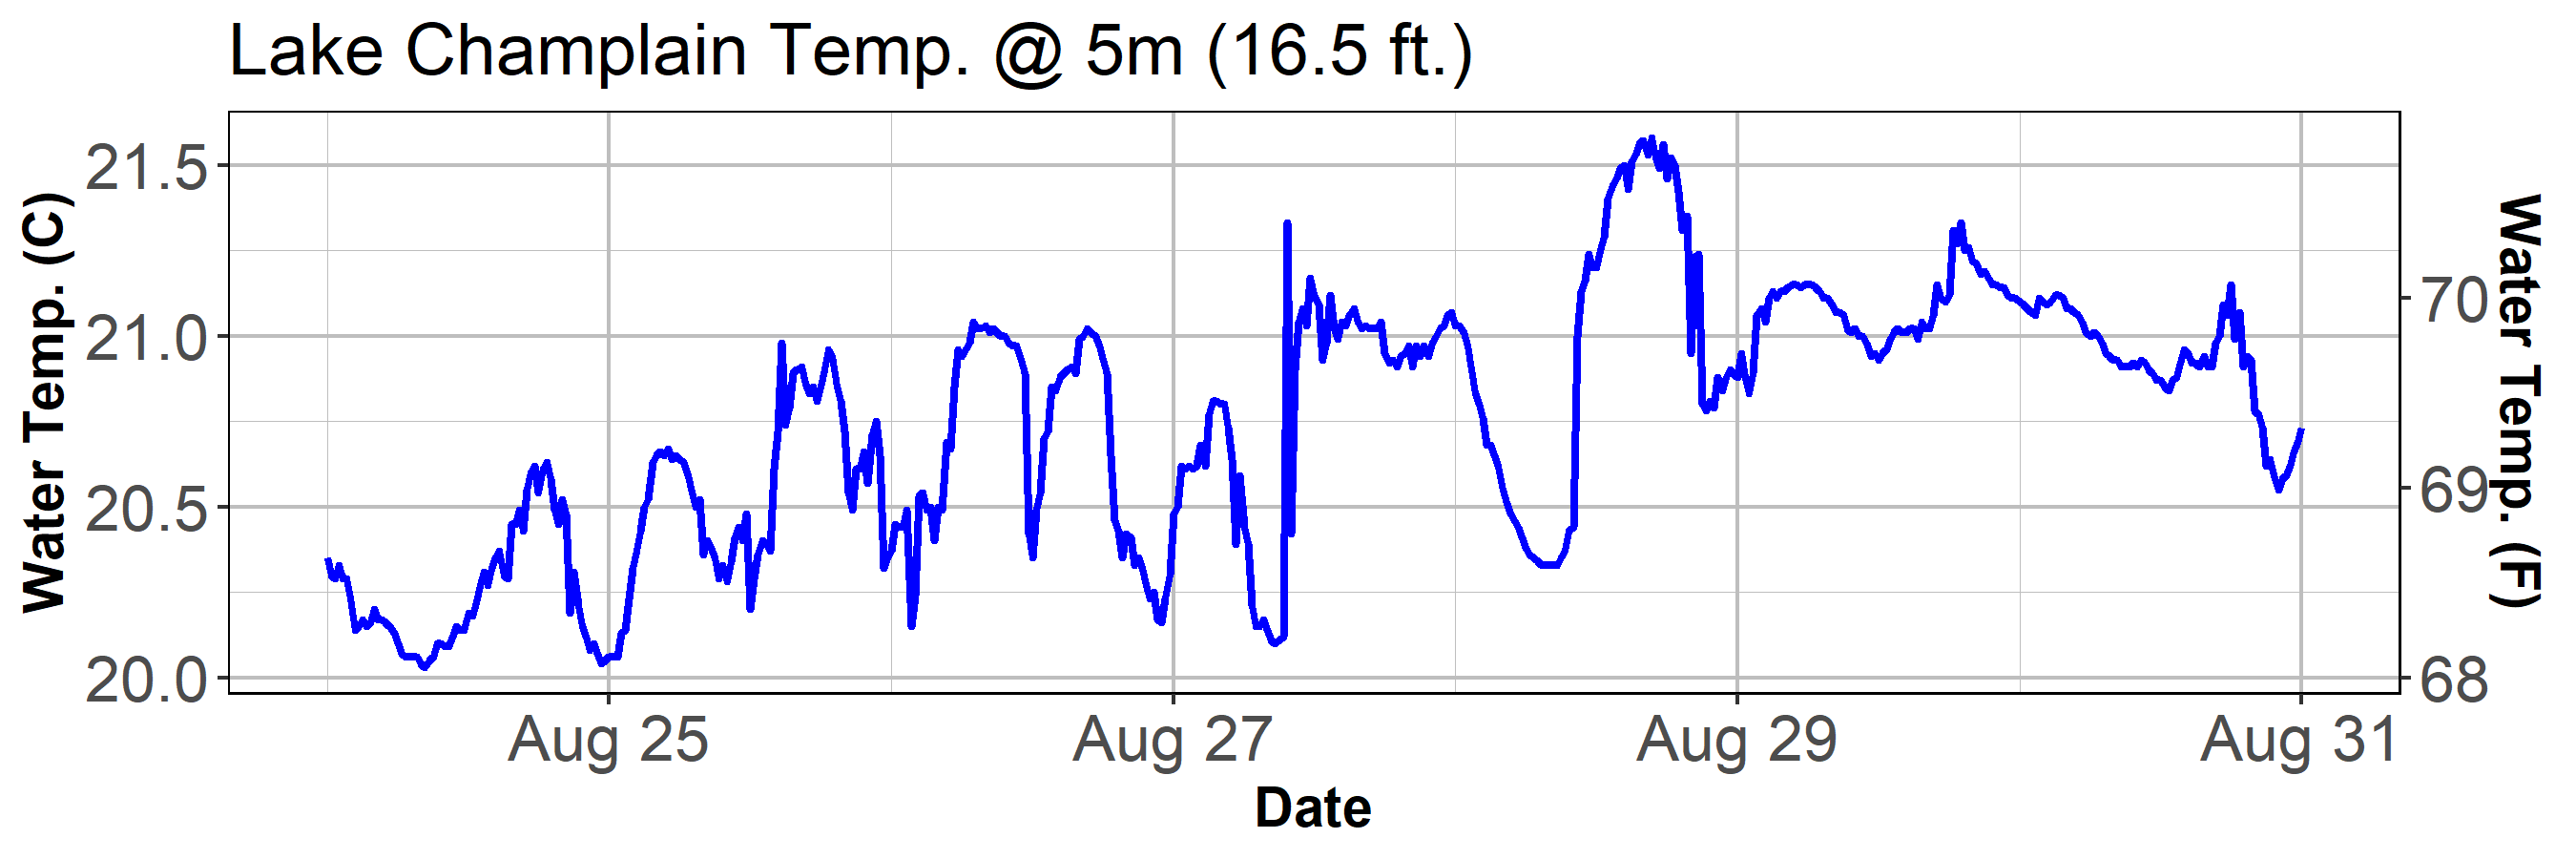 Lake Champlain Temp. @ 5m (16.5 ft.)
Water Temp. (C)
21.5
21.0
20.5
20.0
70
69
68
Water Temp. (F)
Aug 25
Aug 27
Aug 29
Aug 31
Date